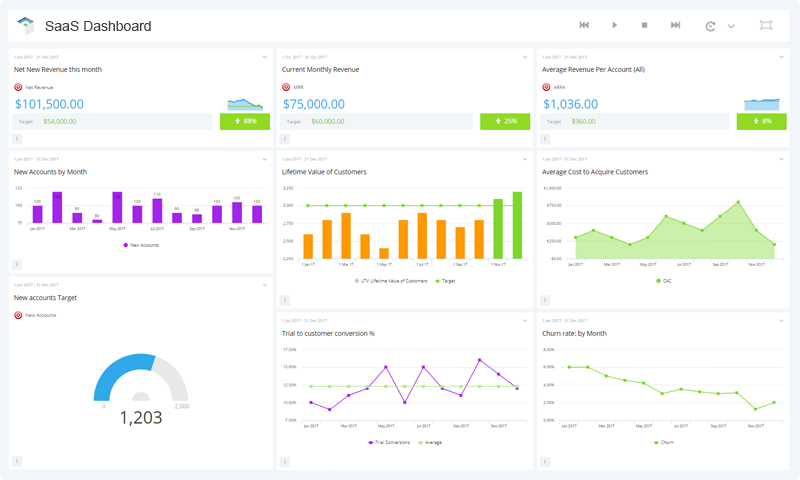 SaaS Dashboard
1 Jan 2017 - 31 Dec 2017
Net New Revenue this month
Net Revenue
$101,500.00
Target $54,000.00
88%
1 Oct 2017 - 31 Oct 2017
Current Monthly Revenue
MRR
$75,000.00
Target $60,000.00
25%
1 Jan 2017 - 31 Dec 2017
Average Revenue Per Account (All)
ARPA
$1,036.00
Target $960.00
8%
1 Jan 2017 - 31 Dec 2017
New Accounts by Month
125
100
75
50
100 90 80 100 110 90 100 100
Jan 2017 Mar 2017 May 2017 Jul 2017 Sep 2017 Nov 2017
New Accounts
1 Jan 2017 - 31 Dec 2017
Lifetime Value of Customers
3,250
3,000
2,750
2,500
2,250
1 Jan 17 1 Mar 17 1 May 17 1 Jul 17 1 Sep 17 1 Nov 17
LTV: Lifetime Value of Customers Target
1 Jan 2017 - 31 Dec 2017
Average Cost to Acquire Customers
$1,000.00
$750.00
$500.00
$250.00
$0.00
Jan 2017 Mar 2017 May 2017 Jul 2017 Sep 2017 Nov 2017
CAC
1 Jan 2017 - 31 Dec 2017
New accounts Target
New Accounts
0 2,000
1,203
1 Jan 2017 - 31 Dec 2017
Trial to customer conversion %
17.50%
15.00%
12.50%
10.00%
7.50%
Jan 2017 Mar 2017 May 2017 Jul 2017 Sep 2017 Nov 2017
Trial Conversions Average
1 Jan 2017 - 31 Dec 2017
Churn rate: by Month
8.00%
6.00%
4.00%
2.00%
0.00%
Jan 2017 Mar 2017 May 2017 Jul 2017 Sep 2017 Nov 2017
Churn